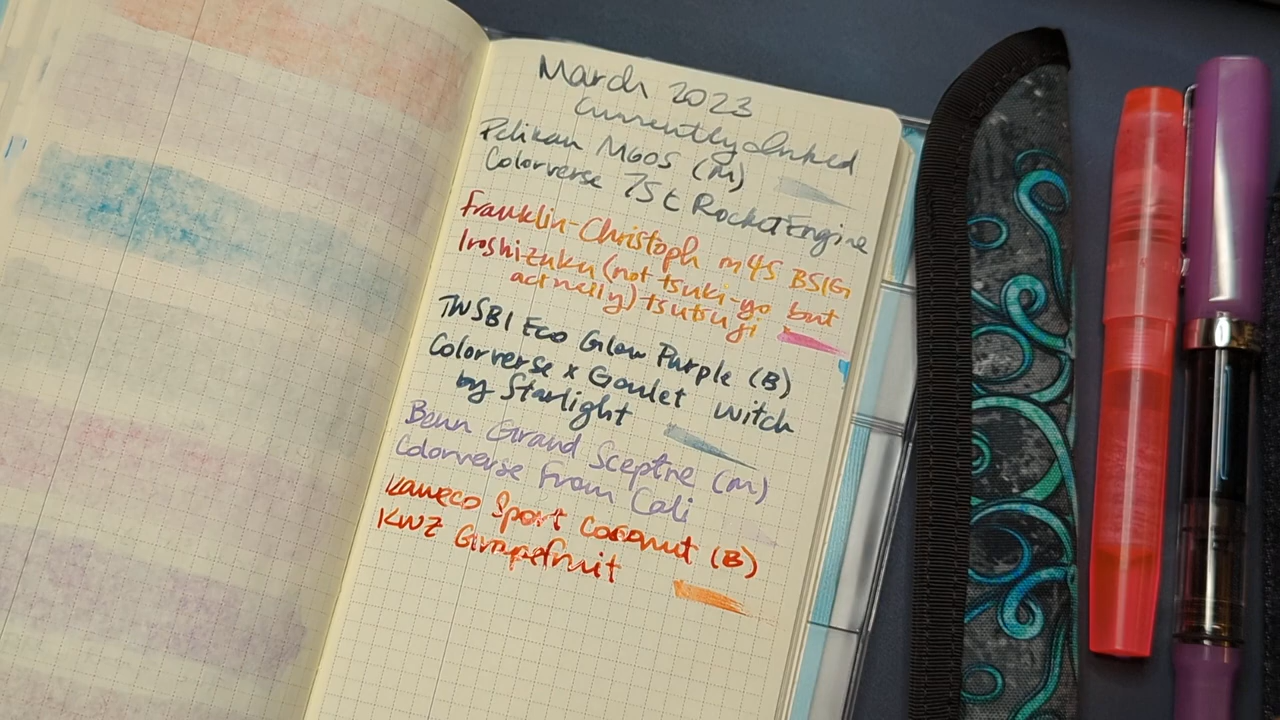 March 2023
Currently Inked
Pelikan M605 (M)
Colorverse 75t Rocket Engine
Franklin-Christoph m45 BSIG
Iroshizuku (not tsuki-yo but
actually) tsutsuji
TWSBI Eco Glow Purple (B)
Colorverse x Goulet Witch
by Starlight
Benu Grand Sceptre (M)
Colorverse From Cali
Kaweco Sport Coconut (B)
KWZ Grapefruit